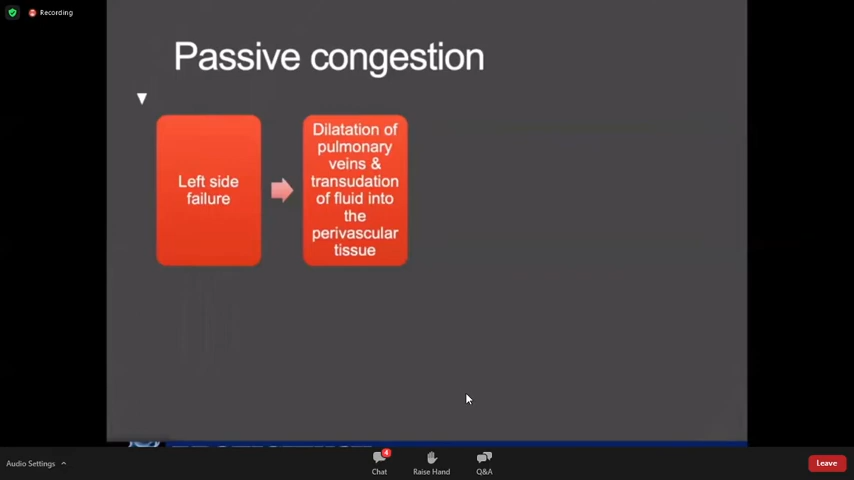 Recording
Passive congestion
Left side
failure
Dilatation of
pulmonary
veins &
transudation
of fluid into
the
perivascular
tissue
Audio Settings
4
Chat
Raise Hand
Q&A
Leave